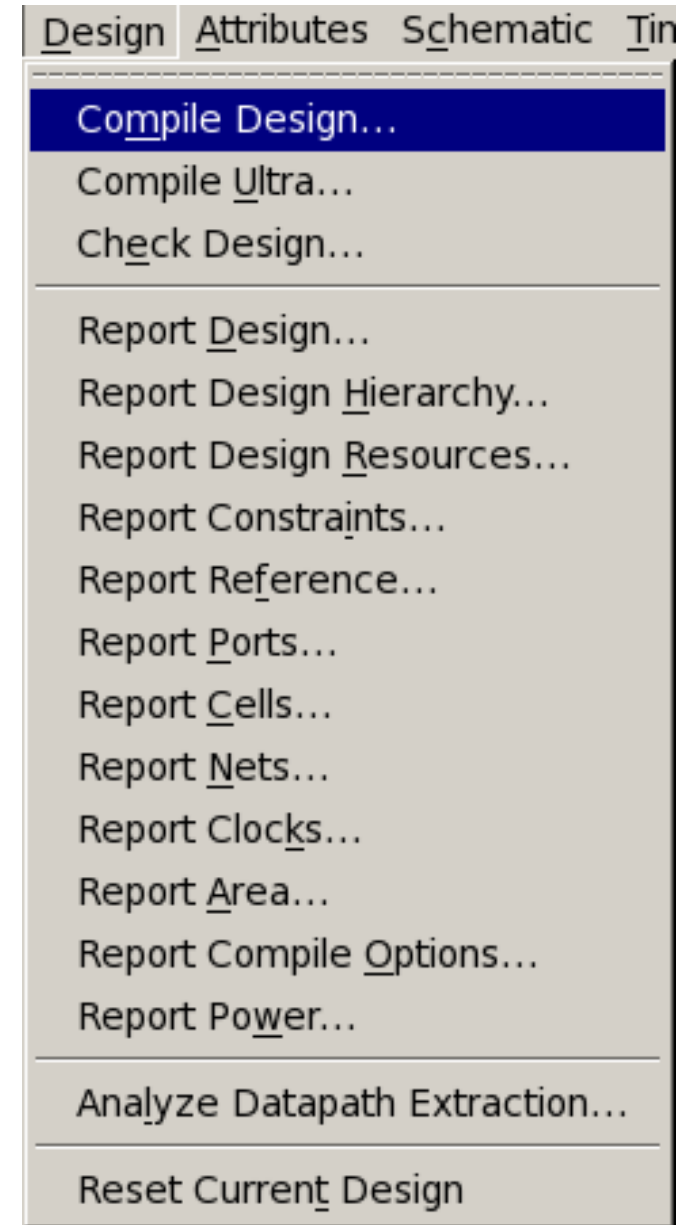 Design Attributes Schematic Tim
Compile Design...
Compile Ultra...
Check Design...
Report Design...
Report Design Hierarchy...
Report Design Resources...
Report Constraints...
Report Reference...
Report Ports...
Report Cells...
Report Nets...
Report Clocks...
Report Area...
Report Compile Options...
Report Power...
Analyze Datapath Extraction...
Reset Current Design